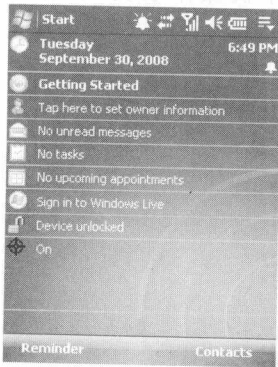 Start
Tuesday 6:49 PM
September 30, 2008
Getting Started
Tap here to set owner information
No unread messages
No tasks
No upcoming appointments
Sign in to Windows Live
Device unlocked
On
Reminder Contacts